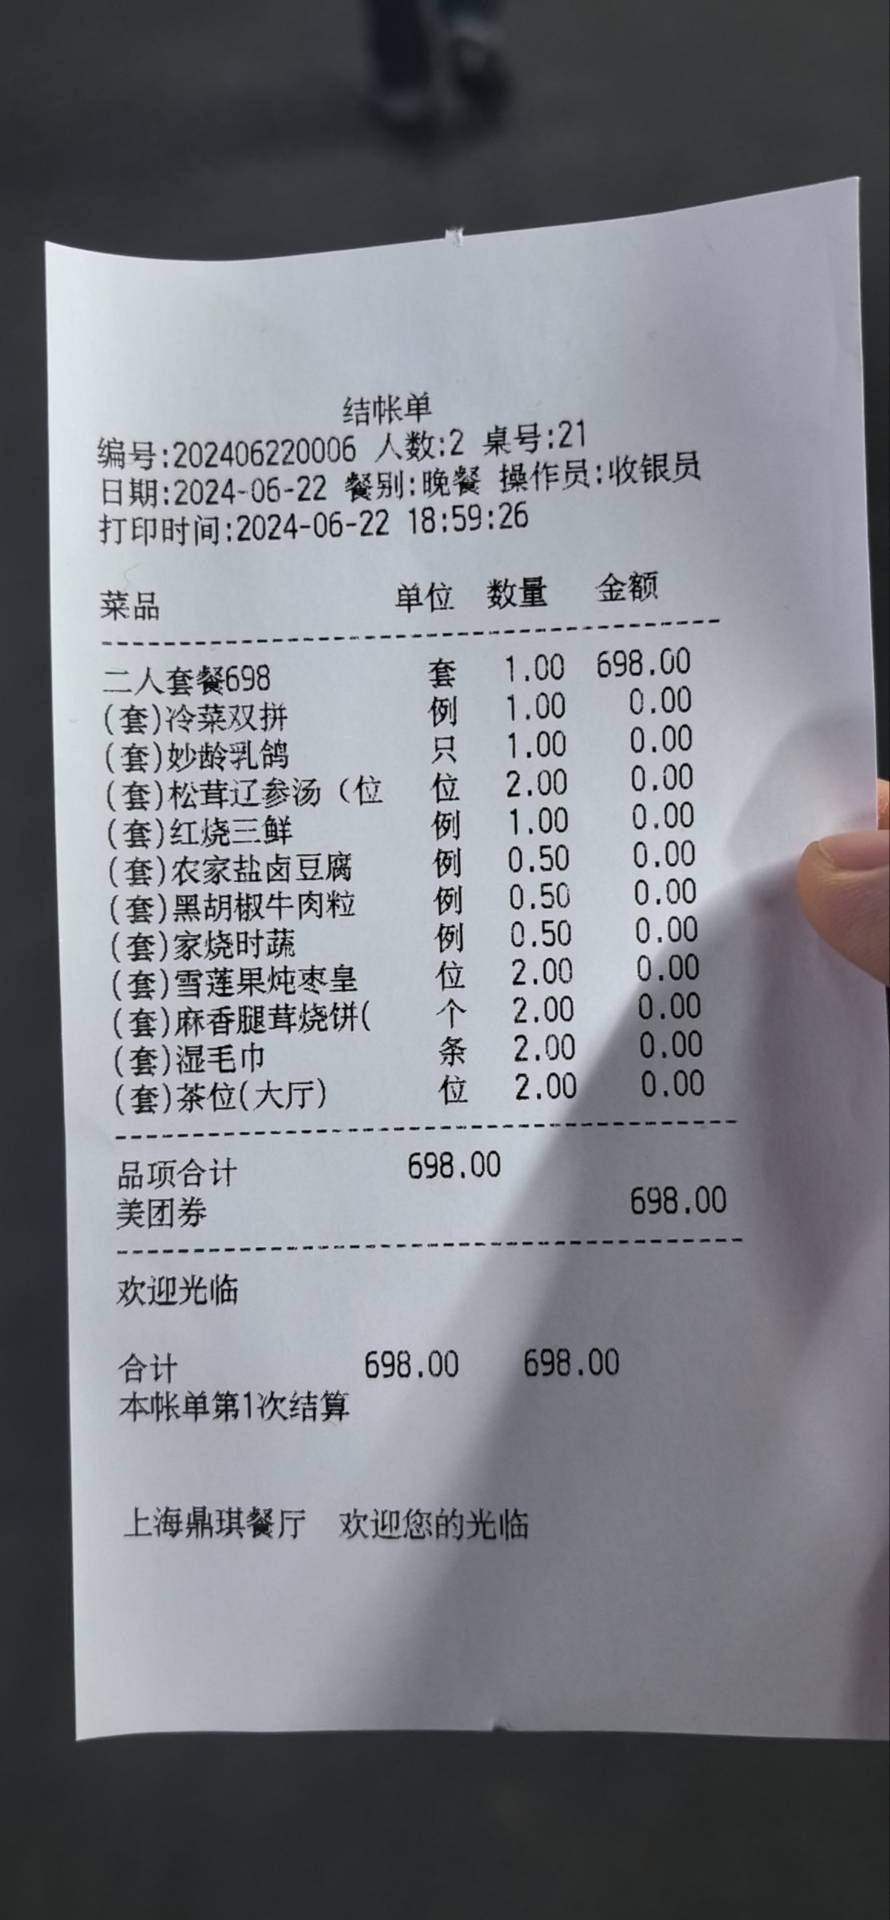 结帐单
编号:202406220006 人数:2 桌号:21
日期:2024-06-22 餐别:晚餐 操作员:收银员
打印时间:2024-06-22 18:59:26
菜品 单位 数量 金额
二人套餐698 套 1.00 698.00
(套)冷菜双拼 例 1.00 0.00
(套)妙龄乳鸽 只 1.00 0.00
(套)松茸辽参汤（位 位 2.00 0.00
(套)红烧三鲜 例 1.00 0.00
(套)农家盐卤豆腐 例 0.50 0.00
(套)黑胡椒牛肉粒 例 0.50 0.00
(套)家烧时蔬 例 0.50 0.00
(套)雪莲果炖枣皇 位 2.00 0.00
(套)麻香腿茸烧饼( 个 2.00 0.00
(套)湿毛巾 条 2.00 0.00
(套)茶位(大厅) 位 2.00 0.00
品项合计 698.00
美团券 698.00
欢迎光临
合计 698.00 698.00
本帐单第1次结算
上海鼎琪餐厅 欢迎您的光临